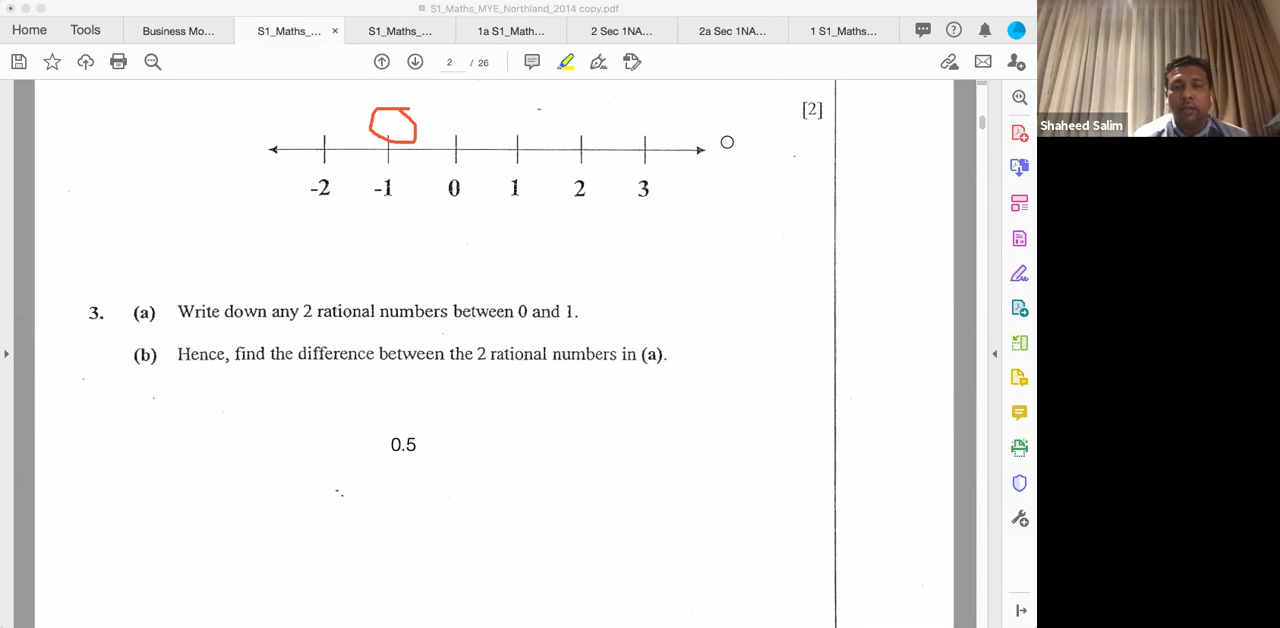 S1_Maths_MYE_Northland_2014 copy.pdf
Home Tools Business Mo... S1_Maths_... × S1_Maths_... 1a S1_Math... 2 Sec 1NA... 2a Sec 1NA... 1 S1_Maths...
2 / 26
Shaheed Salim
[2]
-2 -1 0 1 2 3
3. (a) Write down any 2 rational numbers between 0 and 1.
(b) Hence, find the difference between the 2 rational numbers in (a).
0.5